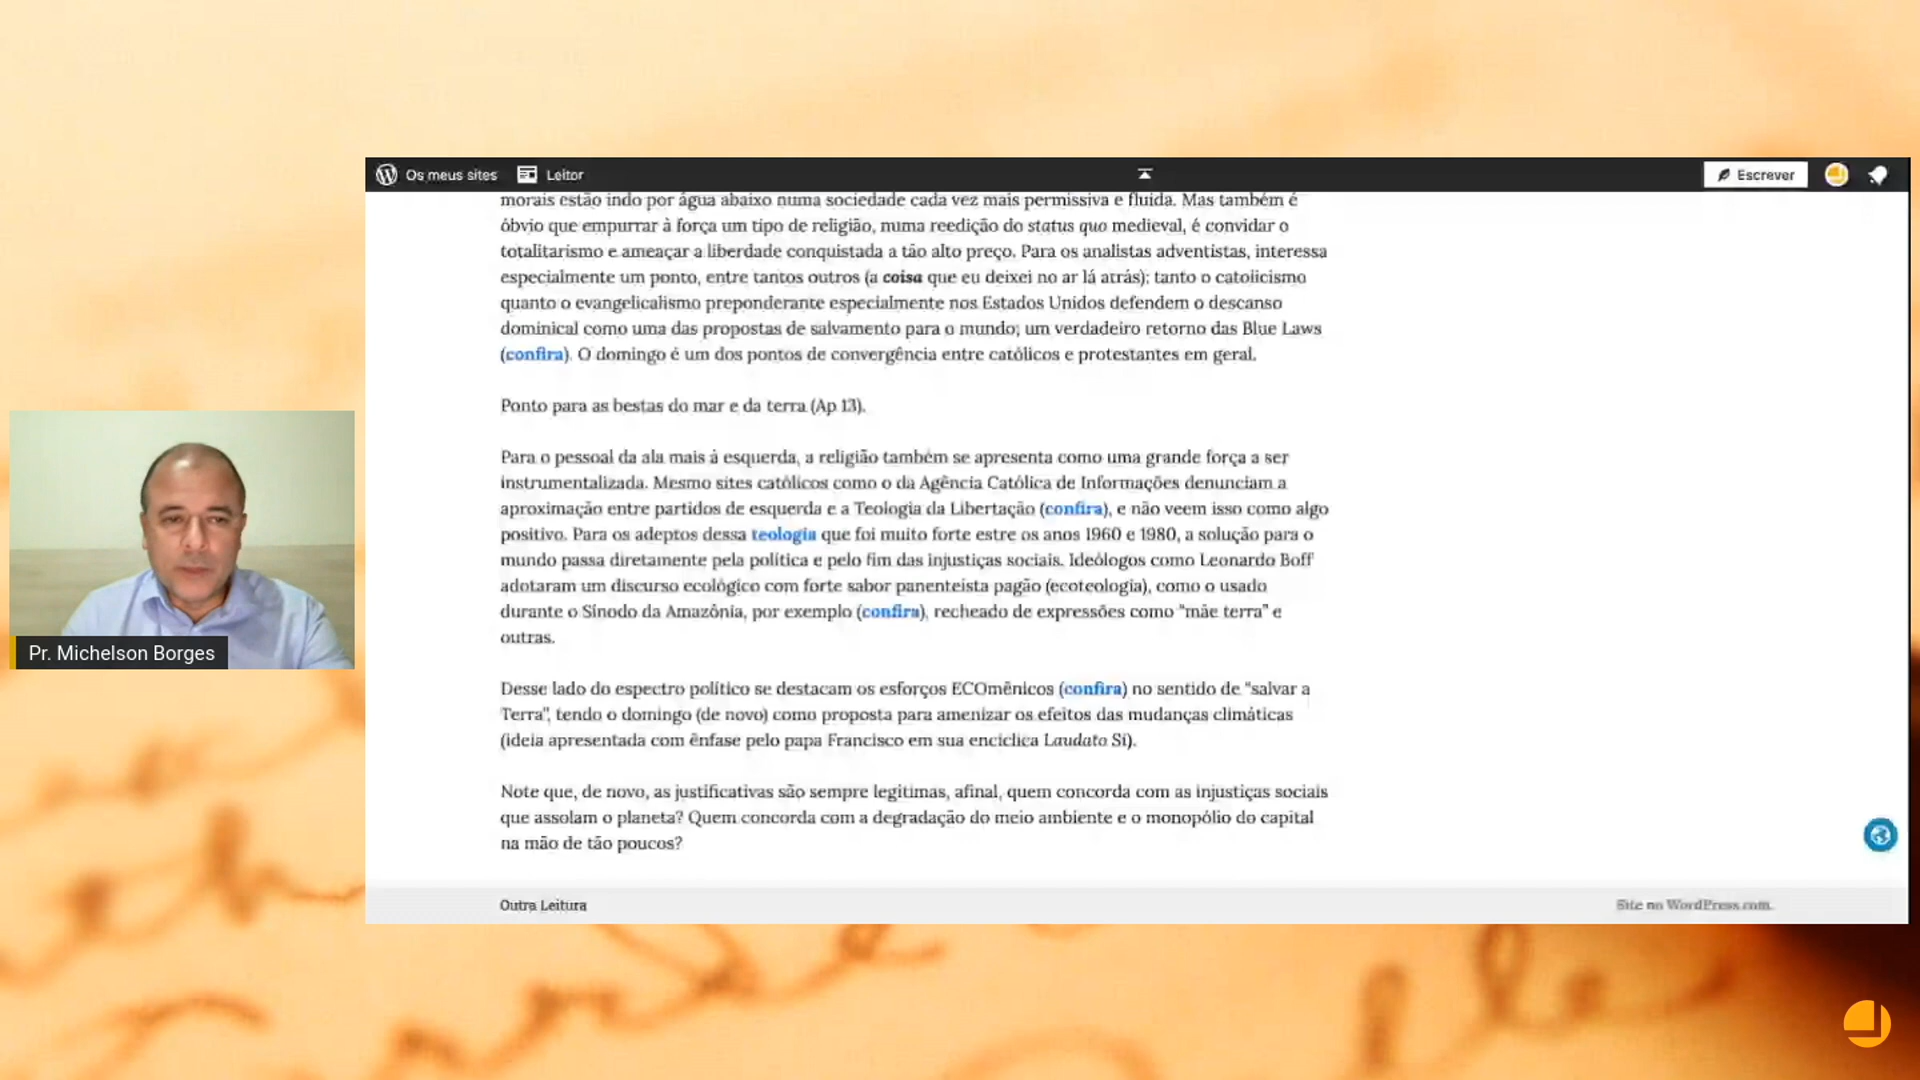 Os meus sites
Leitor
Escrever
morais estão indo por água abaixo numa sociedade cada vez mais permissiva e fluida. Mas também é
óbvio que empurrar à força um tipo de religião, numa reedição do status quo medieval, é convidar o
totalitarismo e ameaçar a liberdade conquistada a tão alto preço. Para os analistas adventistas, interessa
especialmente um ponto, entre tantos outros (a coisa que eu deixei no ar lá atrás): tanto o catolicismo
quanto o evangelicalismo preponderante especialmente nos Estados Unidos defendem o descanso
dominical como uma das propostas de salvamento para o mundo; um verdadeiro retorno das Blue Laws
(confira). O domingo é um dos pontos de convergência entre católicos e protestantes em geral.
Ponto para as bestas do mar e da terra (Ap 13).
Para o pessoal da ala mais à esquerda, a religião também se apresenta como uma grande força a ser
instrumentalizada. Mesmo sites católicos como o da Agência Católica de Informações denunciam a
aproximação entre partidos de esquerda e a Teologia da Libertação (confira), e não veem isso como algo
positivo. Para os adeptos dessa teologia que foi muito forte estre os anos 1960 e 1980, a solução para o
mundo passa diretamente pela política e pelo fim das injustiças sociais. Ideólogos como Leonardo Boff
adotaram um discurso ecológico com forte sabor panenteísta pagão (ecoteologia), como o usado
durante o Sínodo da Amazônia, por exemplo (confira), recheado de expressões como “mãe terra” e
outras.
Desse lado do espectro político se destacam os esforços ECOmênicos (confira) no sentido de “salvar a
Terra”, tendo o domingo (de novo) como proposta para amenizar os efeitos das mudanças climáticas
(ideia apresentada com ênfase pelo papa Francisco em sua encíclica Laudato Si).
Note que, de novo, as justificativas são sempre legítimas, afinal, quem concorda com as injustiças sociais
que assolam o planeta? Quem concorda com a degradação do meio ambiente e o monopólio do capital
na mão de tão poucos?
Pr. Michelson Borges
Outra Leitura
Site no WordPress.com.